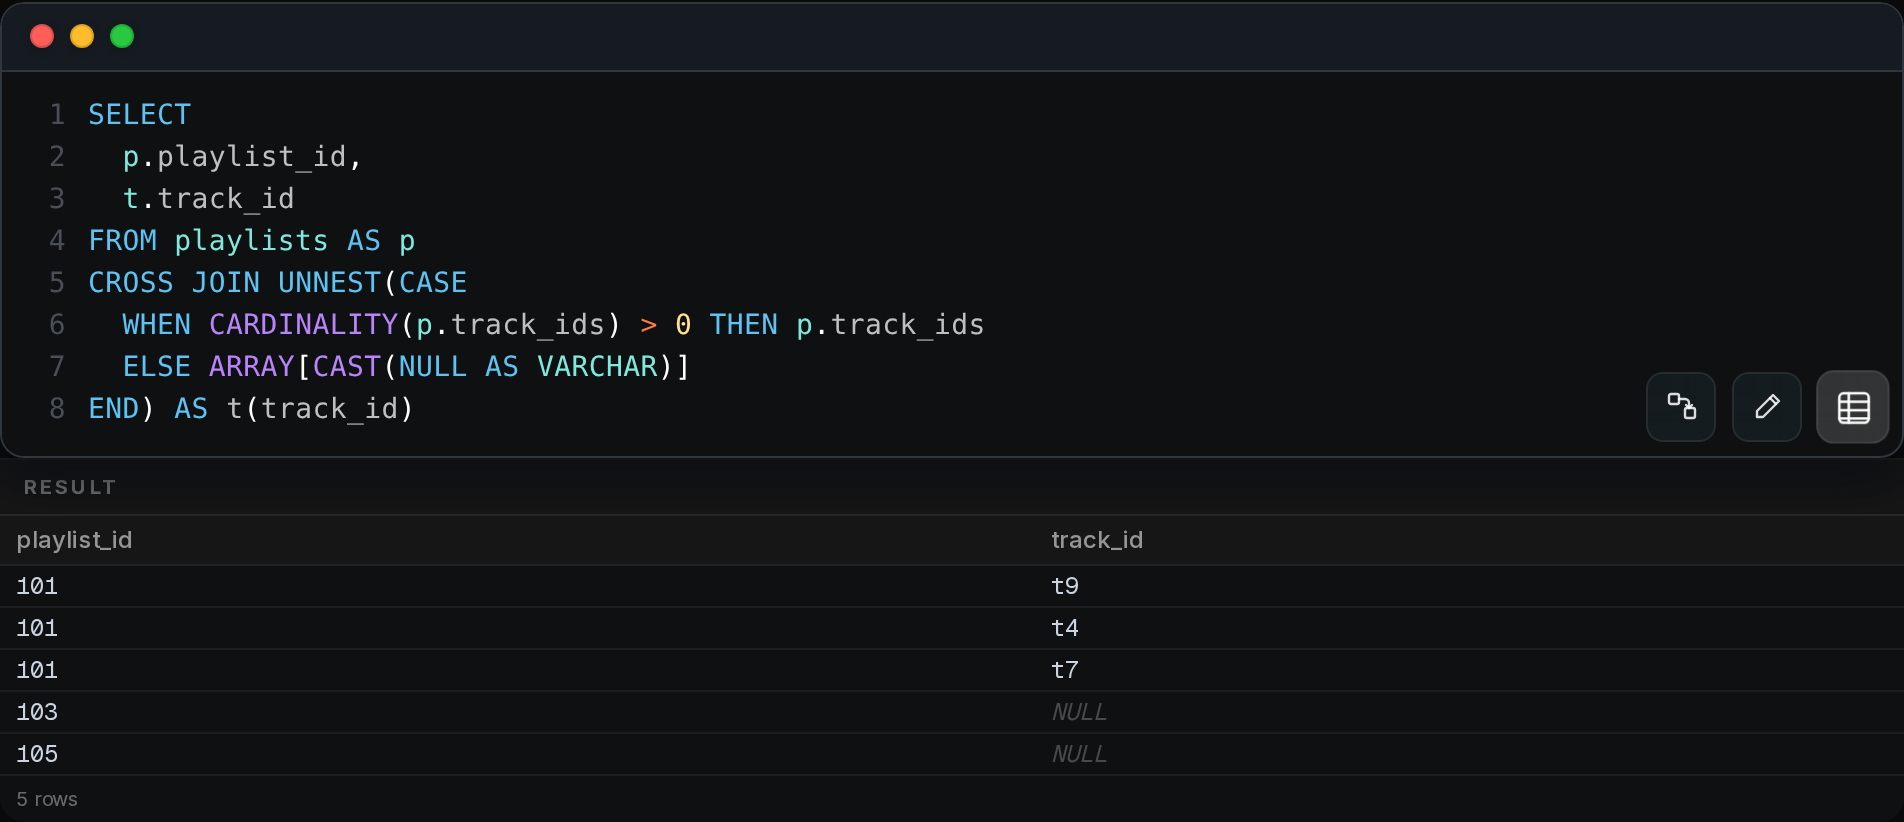 1 SELECT
2   p.playlist_id,
3   t.track_id
4 FROM playlists AS p
5 CROSS JOIN UNNEST(CASE
6   WHEN CARDINALITY(p.track_ids) > 0 THEN p.track_ids
7   ELSE ARRAY[CAST(NULL AS VARCHAR)]
8 END) AS t(track_id)
RESULT
playlist_id track_id
101 t9
101 t4
101 t7
103 NULL
105 NULL
5 rows